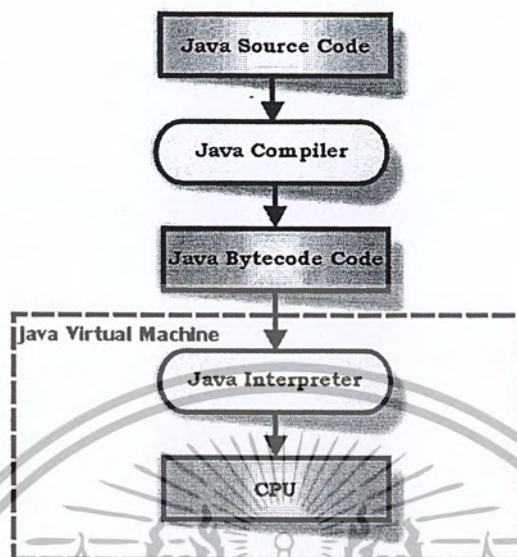 Java Source Code
Java Compiler
Java Bytecode Code
Java Virtual Machine
Java Interpreter
CPU